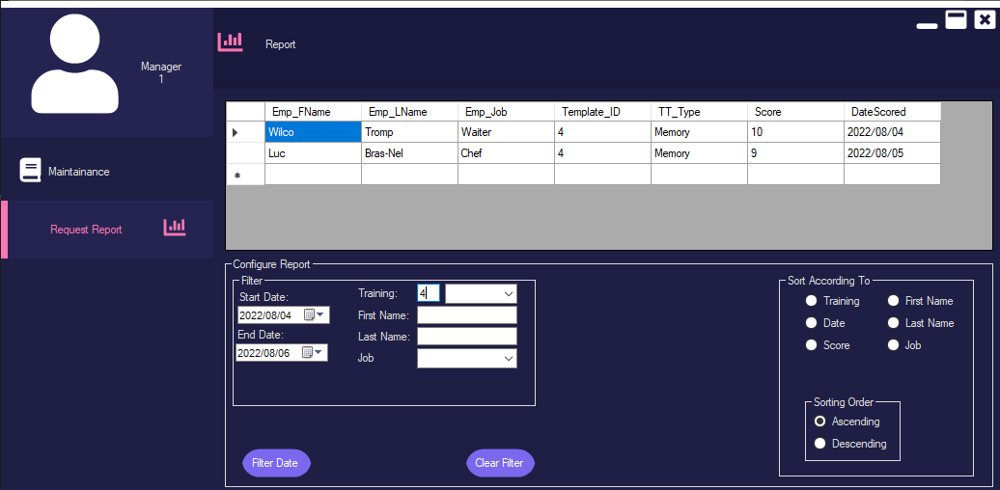 Manager
1
Report
Maintainance
Request Report
Emp_FName Emp_LName Emp_Job Template_ID TT_Type Score DateScored
Wilco Tromp Waiter 4 Memory 10 2022/08/04
Luc Bras-Nel Chef 4 Memory 9 2022/08/05
Configure Report
Filter
Start Date:
2022/08/04
End Date:
2022/08/06
Training: 4
First Name:
Last Name:
Job
Filter Date
Clear Filter
Sort According To
Training First Name
Date Last Name
Score Job
Sorting Order
Ascending
Descending